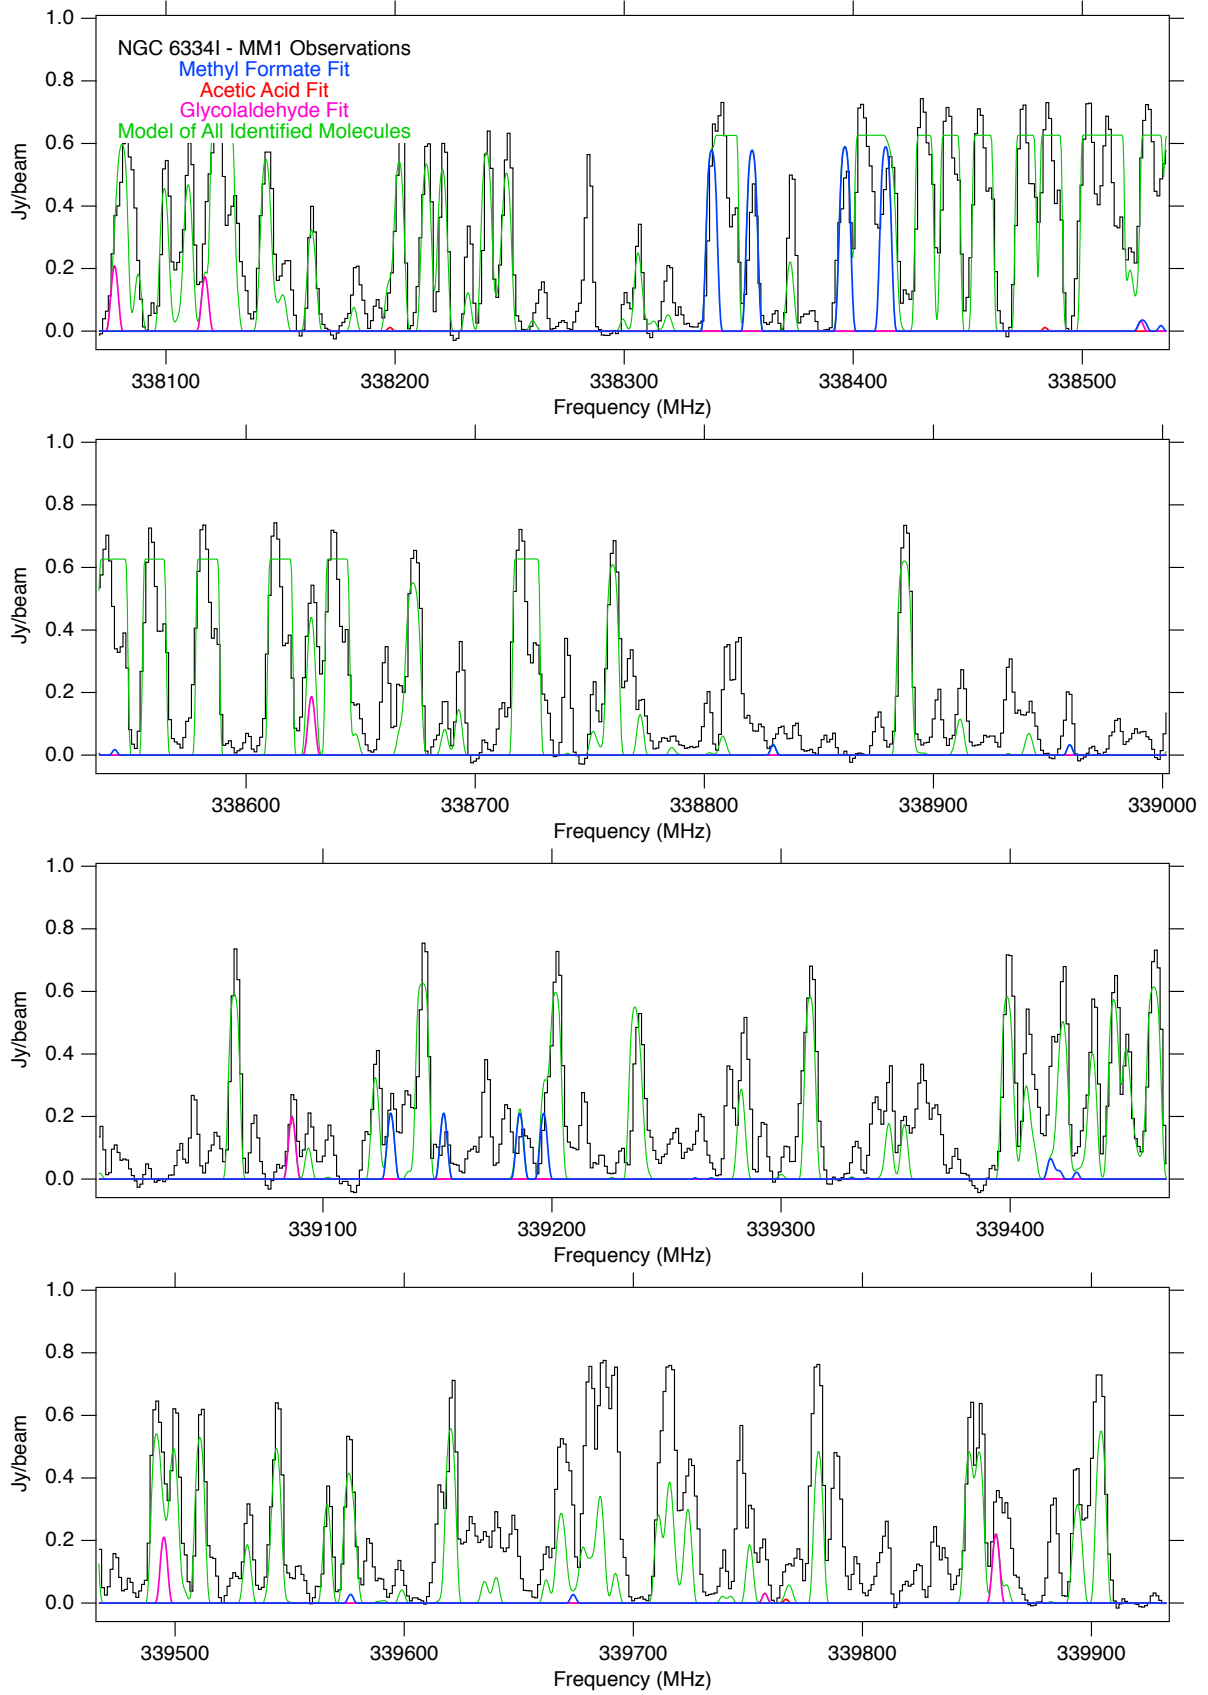 1.0
NGC 6334I - MM1 Observations
Methyl Formate Fit
0.8
Acetic Acid Fit
Glycolaldehyde Fit
Model of All Identified Molecules
0.6
Jy/beam
0.4
0.2
0.0
338100 338200 338300 338400 338500
Frequency (MHz)
1.0
0.8
0.6
Jy/beam
0.4
0.2
0.0
338600 338700 338800 338900 339000
Frequency (MHz)
1.0
0.8
0.6
Jy/beam
0.4
0.2
0.0
339100 339200 339300 339400
Frequency (MHz)
1.0
0.8
0.6
Jy/beam
0.4
0.2
0.0
339500 339600 339700 339800 339900
Frequency (MHz)